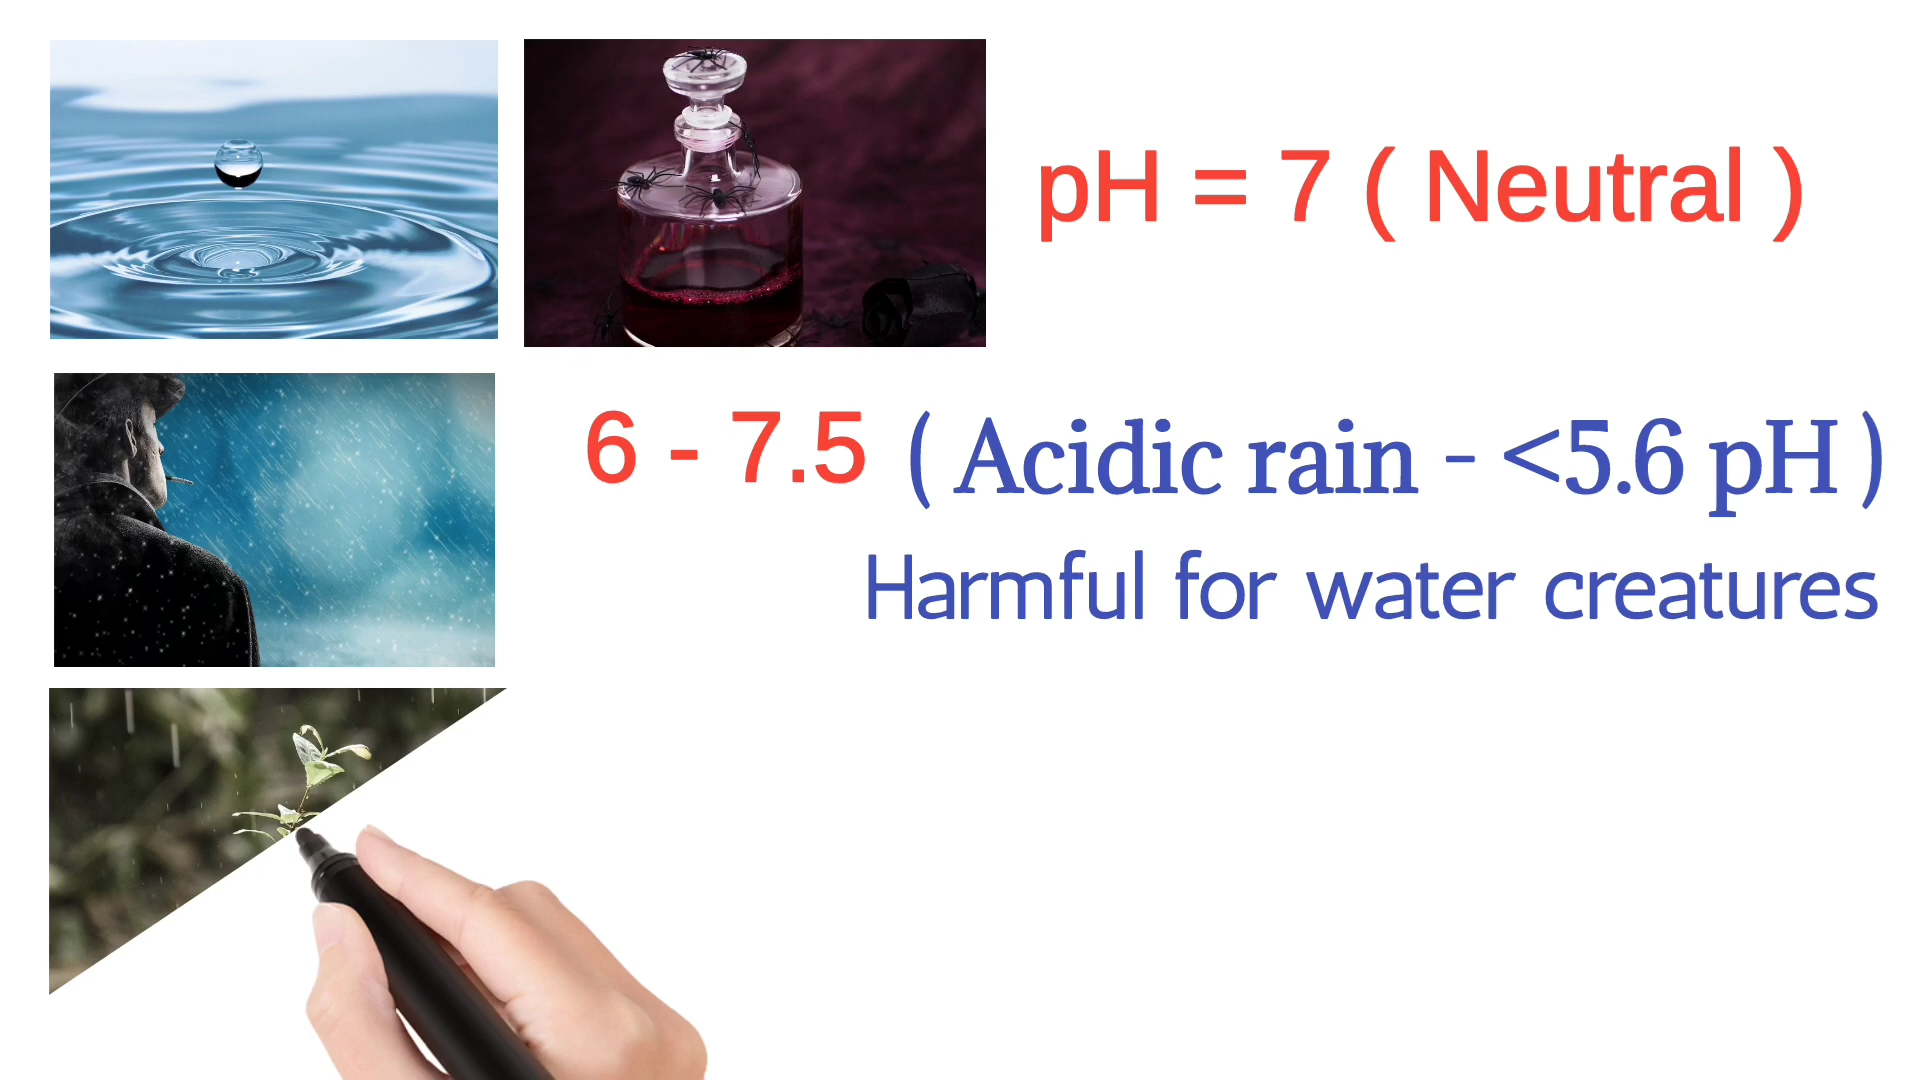 pH = 7 ( Neutral )
6 - 7.5 ( Acidic rain - <5.6 pH )
Harmful for water creatures